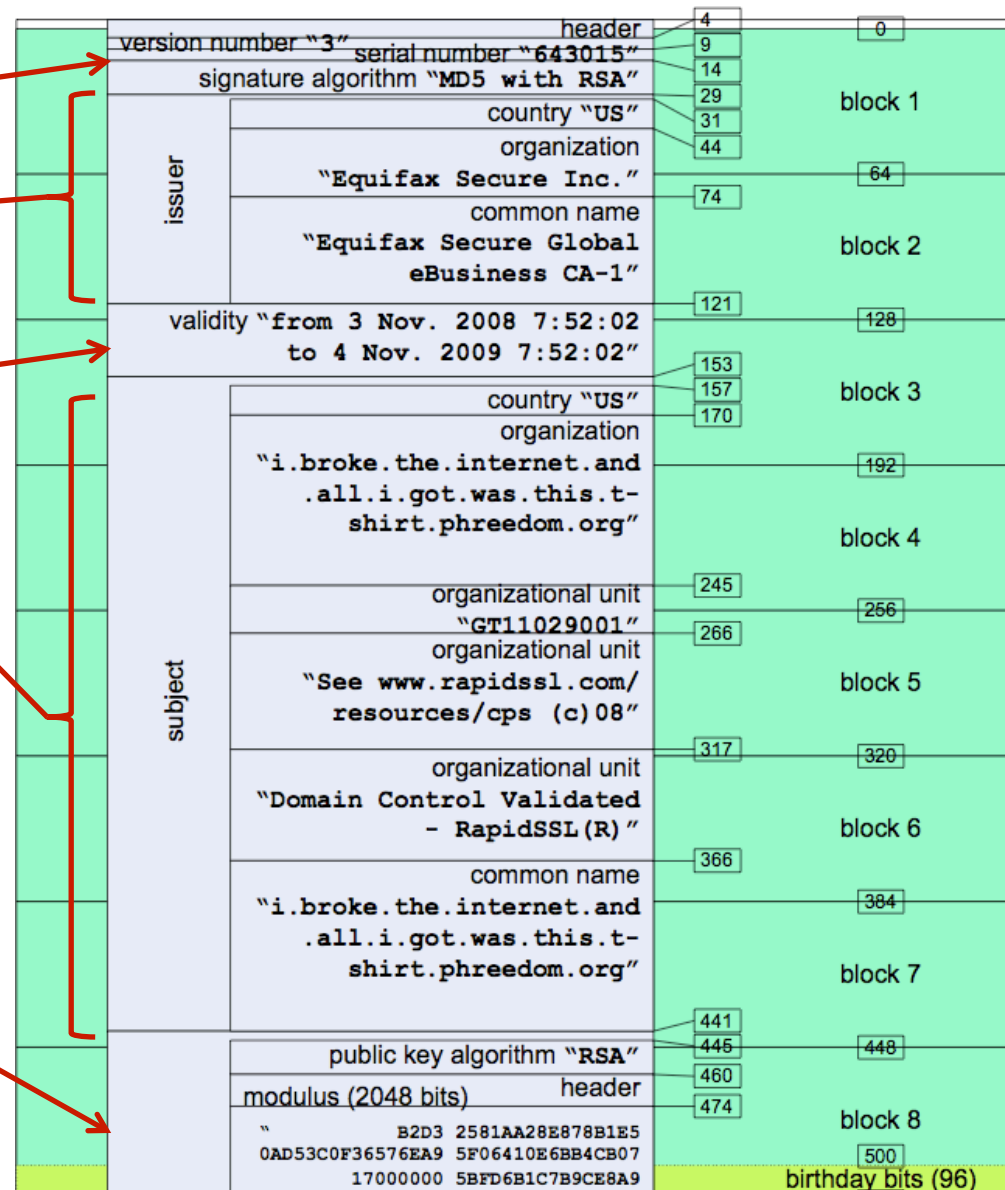 header
4
0
version number “3”
serial number “643015”
9
signature algorithm “MD5 with RSA”
14
29
block 1
country “US”
31
organization
44
“Equifax Secure Inc.”
64
issuer
74
common name
“Equifax Secure Global
eBusiness CA-1”
block 2
121
validity “from 3 Nov. 2008 7:52:02
to 4 Nov. 2009 7:52:02”
128
153
country “US”
157
block 3
170
organization
“i.broke.the.internet.and
.all.i.got.was.this.t-
shirt.phreedom.org”
192
block 4
245
organizational unit
“GT11029001”
256
266
organizational unit
“See www.rapidssl.com/
resources/cps (c)08”
block 5
subject
317
320
organizational unit
“Domain Control Validated
- RapidSSL(R)”
block 6
366
common name
384
“i.broke.the.internet.and
.all.i.got.was.this.t-
shirt.phreedom.org”
block 7
441
public key algorithm “RSA”
445
448
header
460
modulus (2048 bits)
474
“ B2D3 2581AA28E878B1E5
0AD53C0F36576EA9 5F06410E6BB4CB07
17000000 5BFD6B1C7B9CE8A9
block 8
500
birthday bits (96)